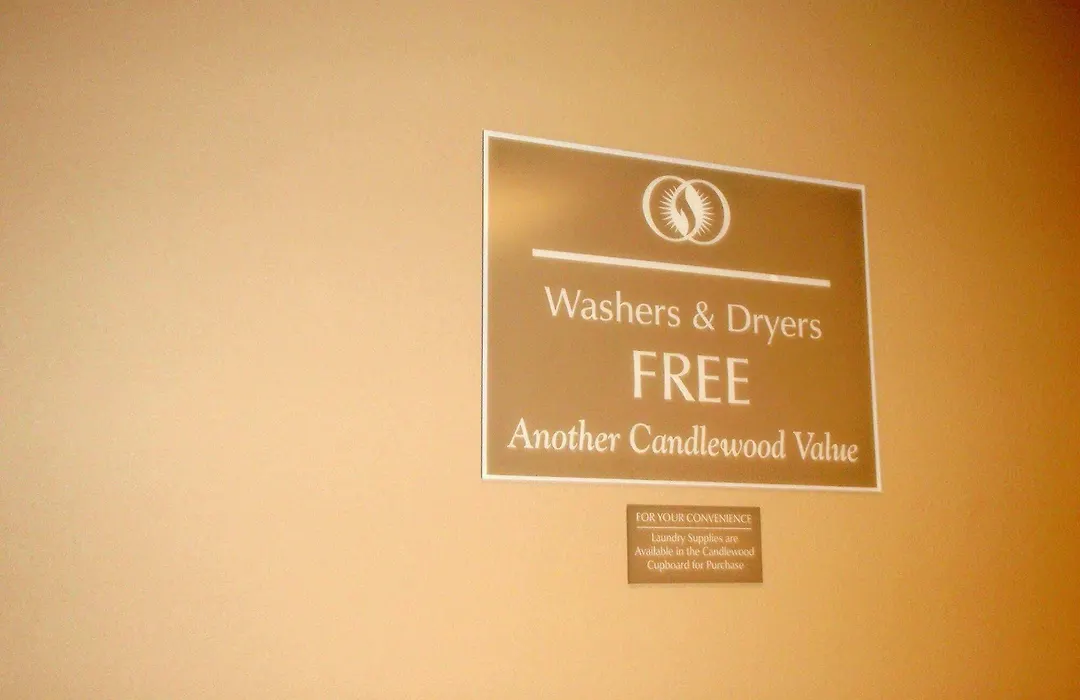 Washers & Dryers
FREE
Another Candlewood Value
FOR YOUR CONVENIENCE
Laundry Supplies are
Available in the Candlewood
Cupboard for Purchase